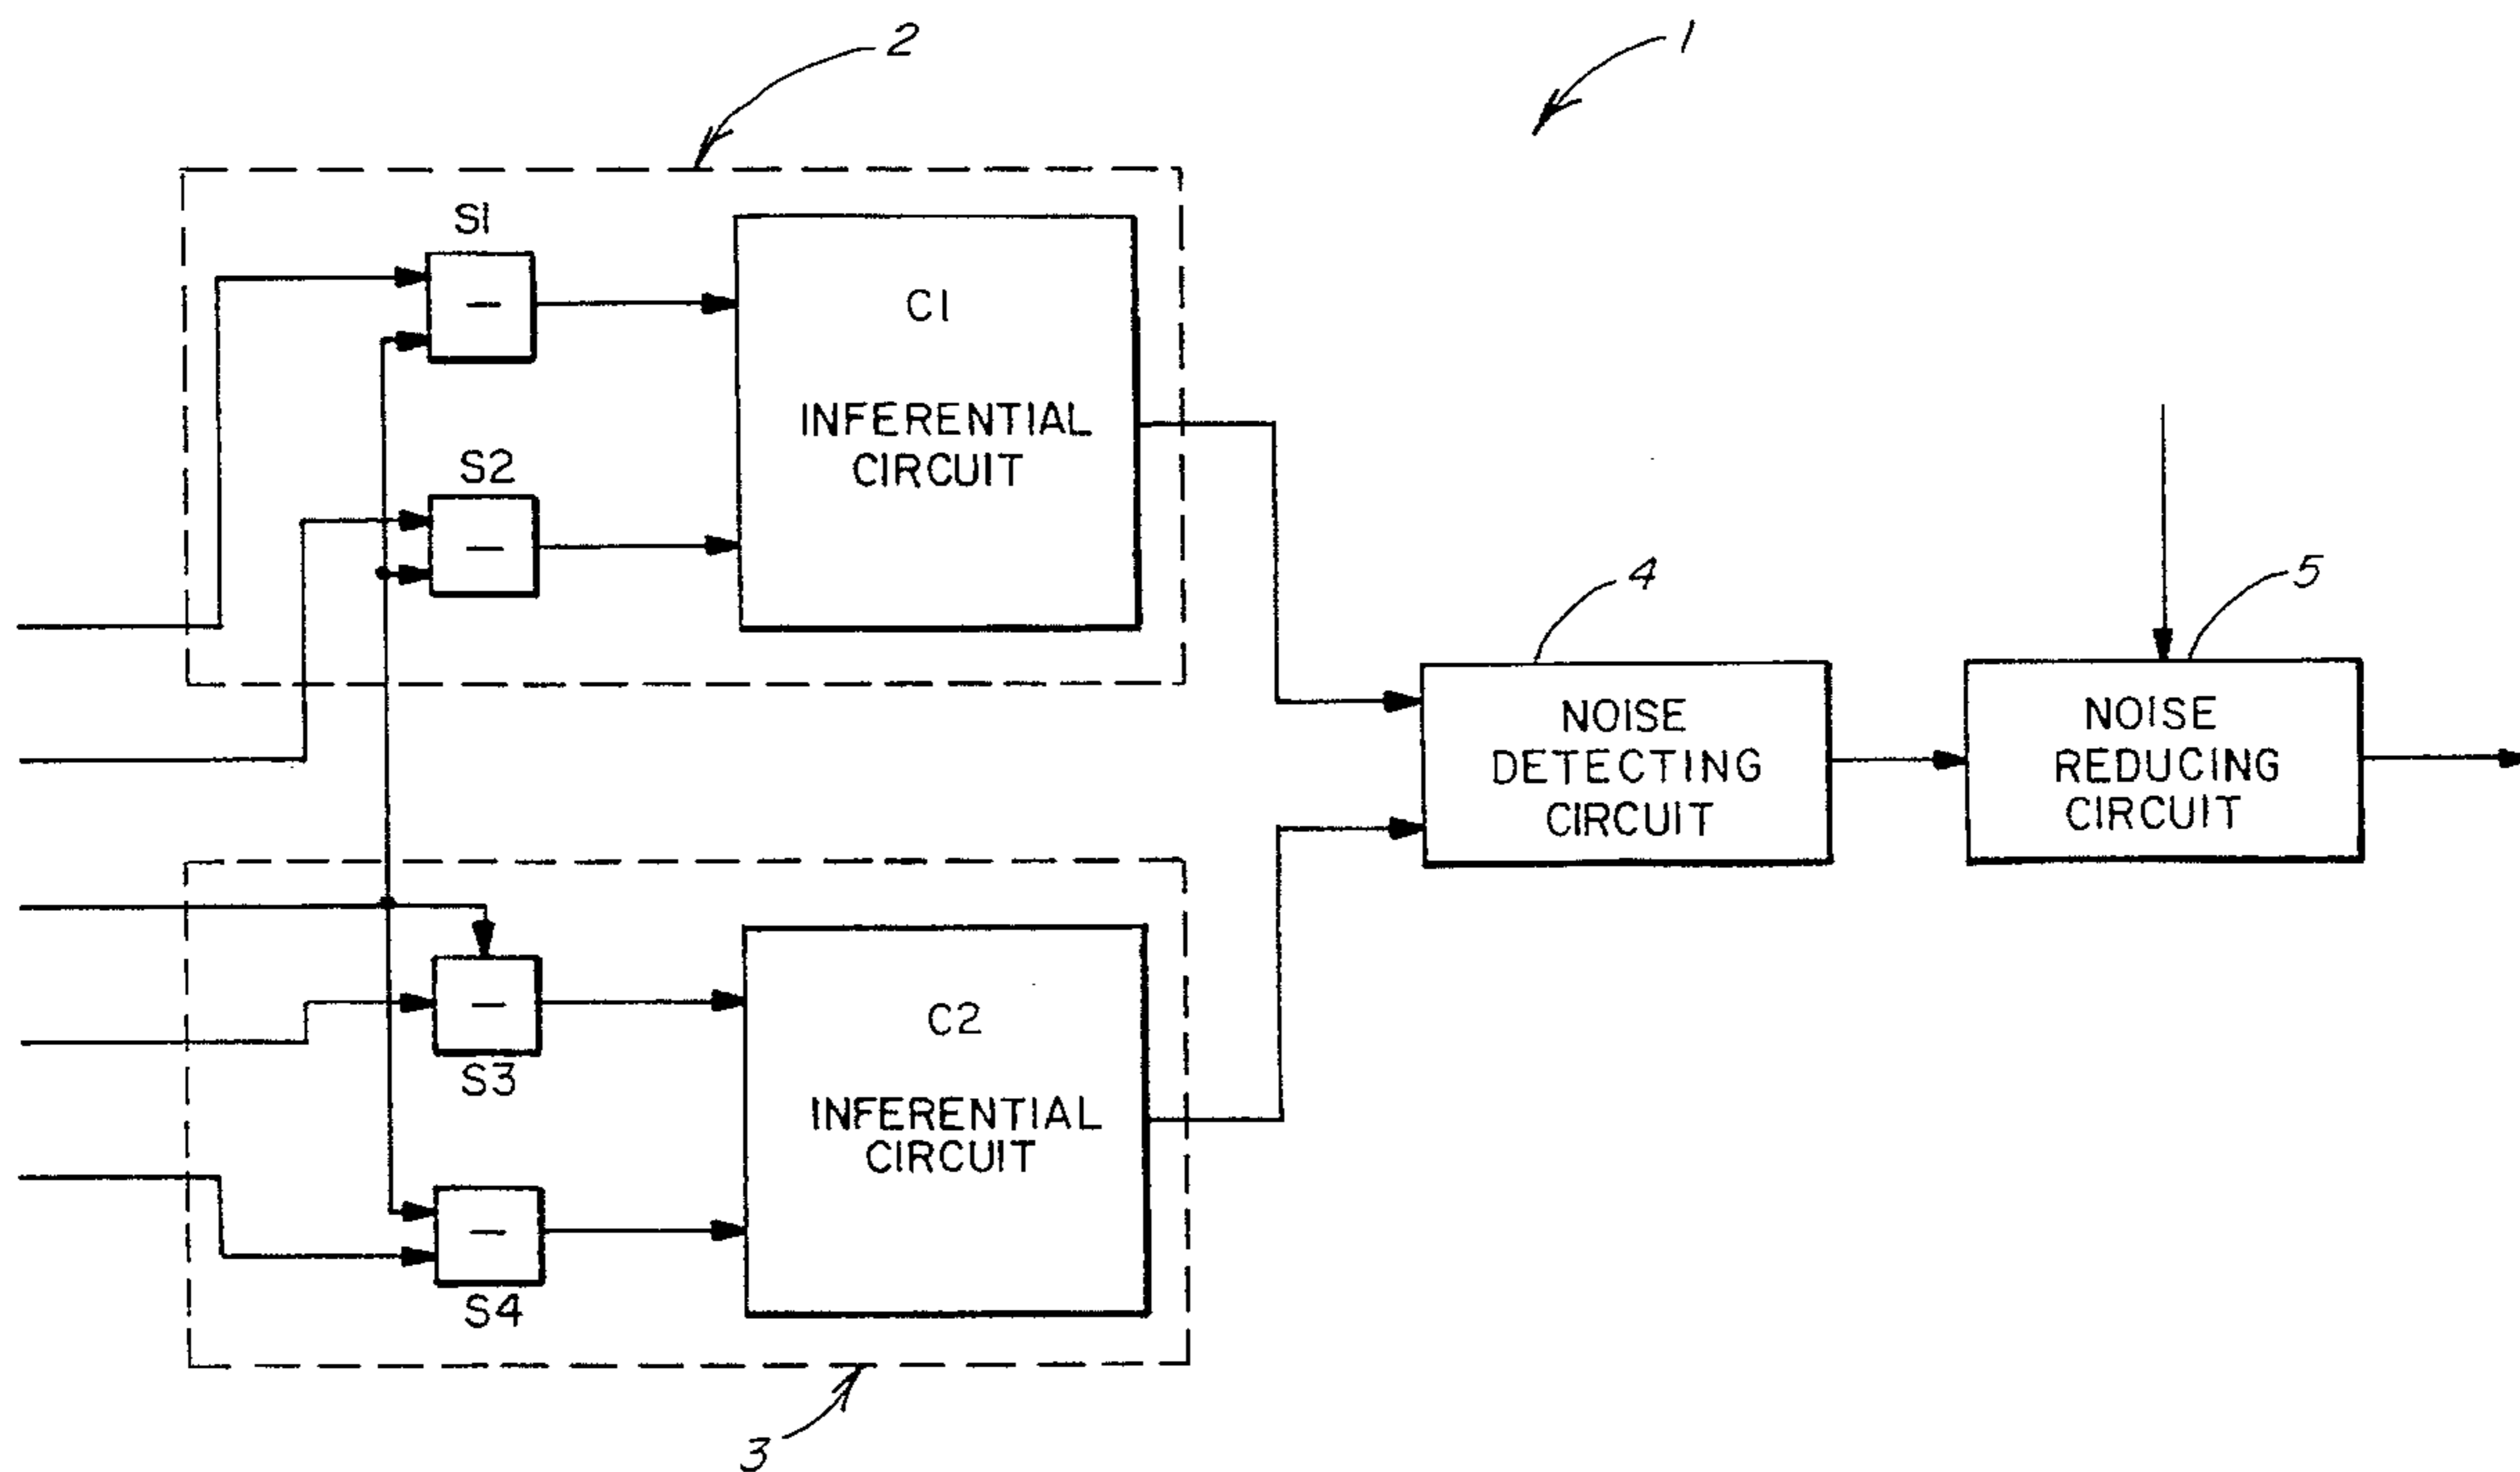 2
1
S1
C1
INFERENTIAL
CIRCUIT
S2
4
5
NOISE
DETECTING
CIRCUIT
NOISE
REDUCING
CIRCUIT
C2
S3
INFERENTIAL
CIRCUIT
S4
3